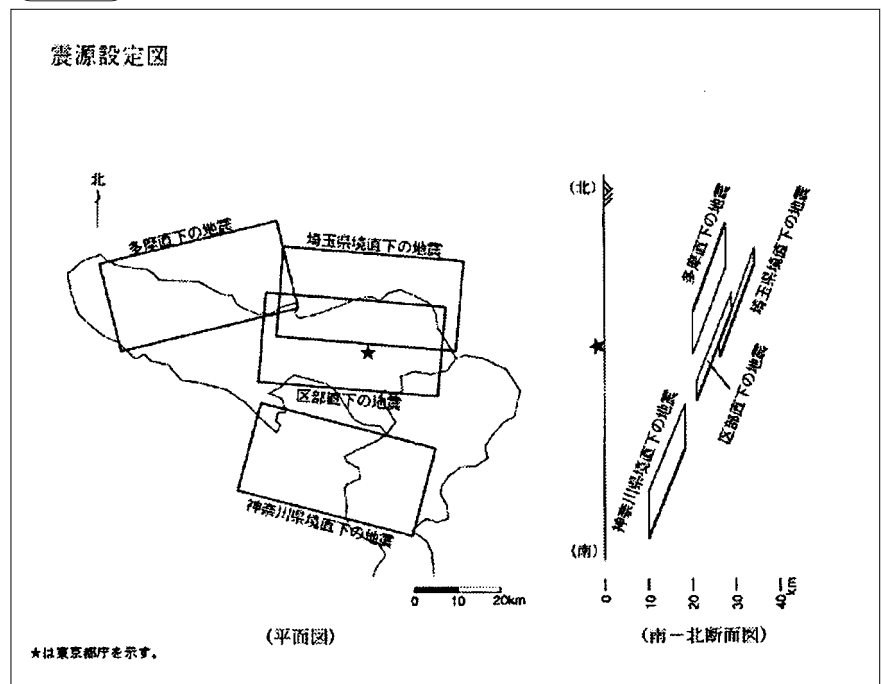 震源設定図
北
多摩直下の地震
埼玉県境直下の地震
区部直下の地震
神奈川県境直下の地震
0 10 20km
(平面図)
★は東京都庁を示す。
(北)
多摩直下の地震
埼玉県境直下の地震
区部直下の地震
神奈川県境直下の地震
(南)
0 10 20 30 40 km
(南－北断面図)